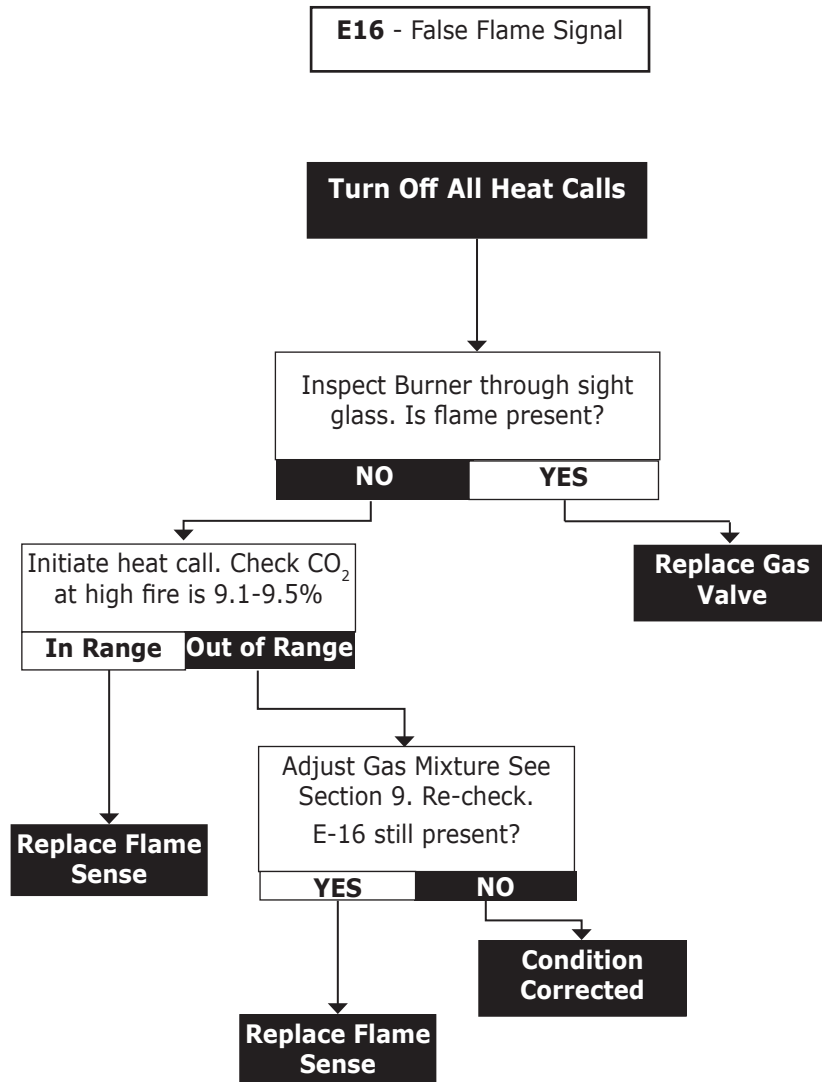 E16 - False Flame Signal
Turn Off All Heat Calls
Inspect Burner through sight
glass. Is flame present?
NO
YES
Initiate heat call. Check CO2
at high fire is 9.1-9.5%
In Range
Out of Range
Replace Gas
Valve
Adjust Gas Mixture See
Section 9. Re-check.
E-16 still present?
YES
NO
Replace Flame
Sense
Condition
Corrected
Replace Flame
Sense